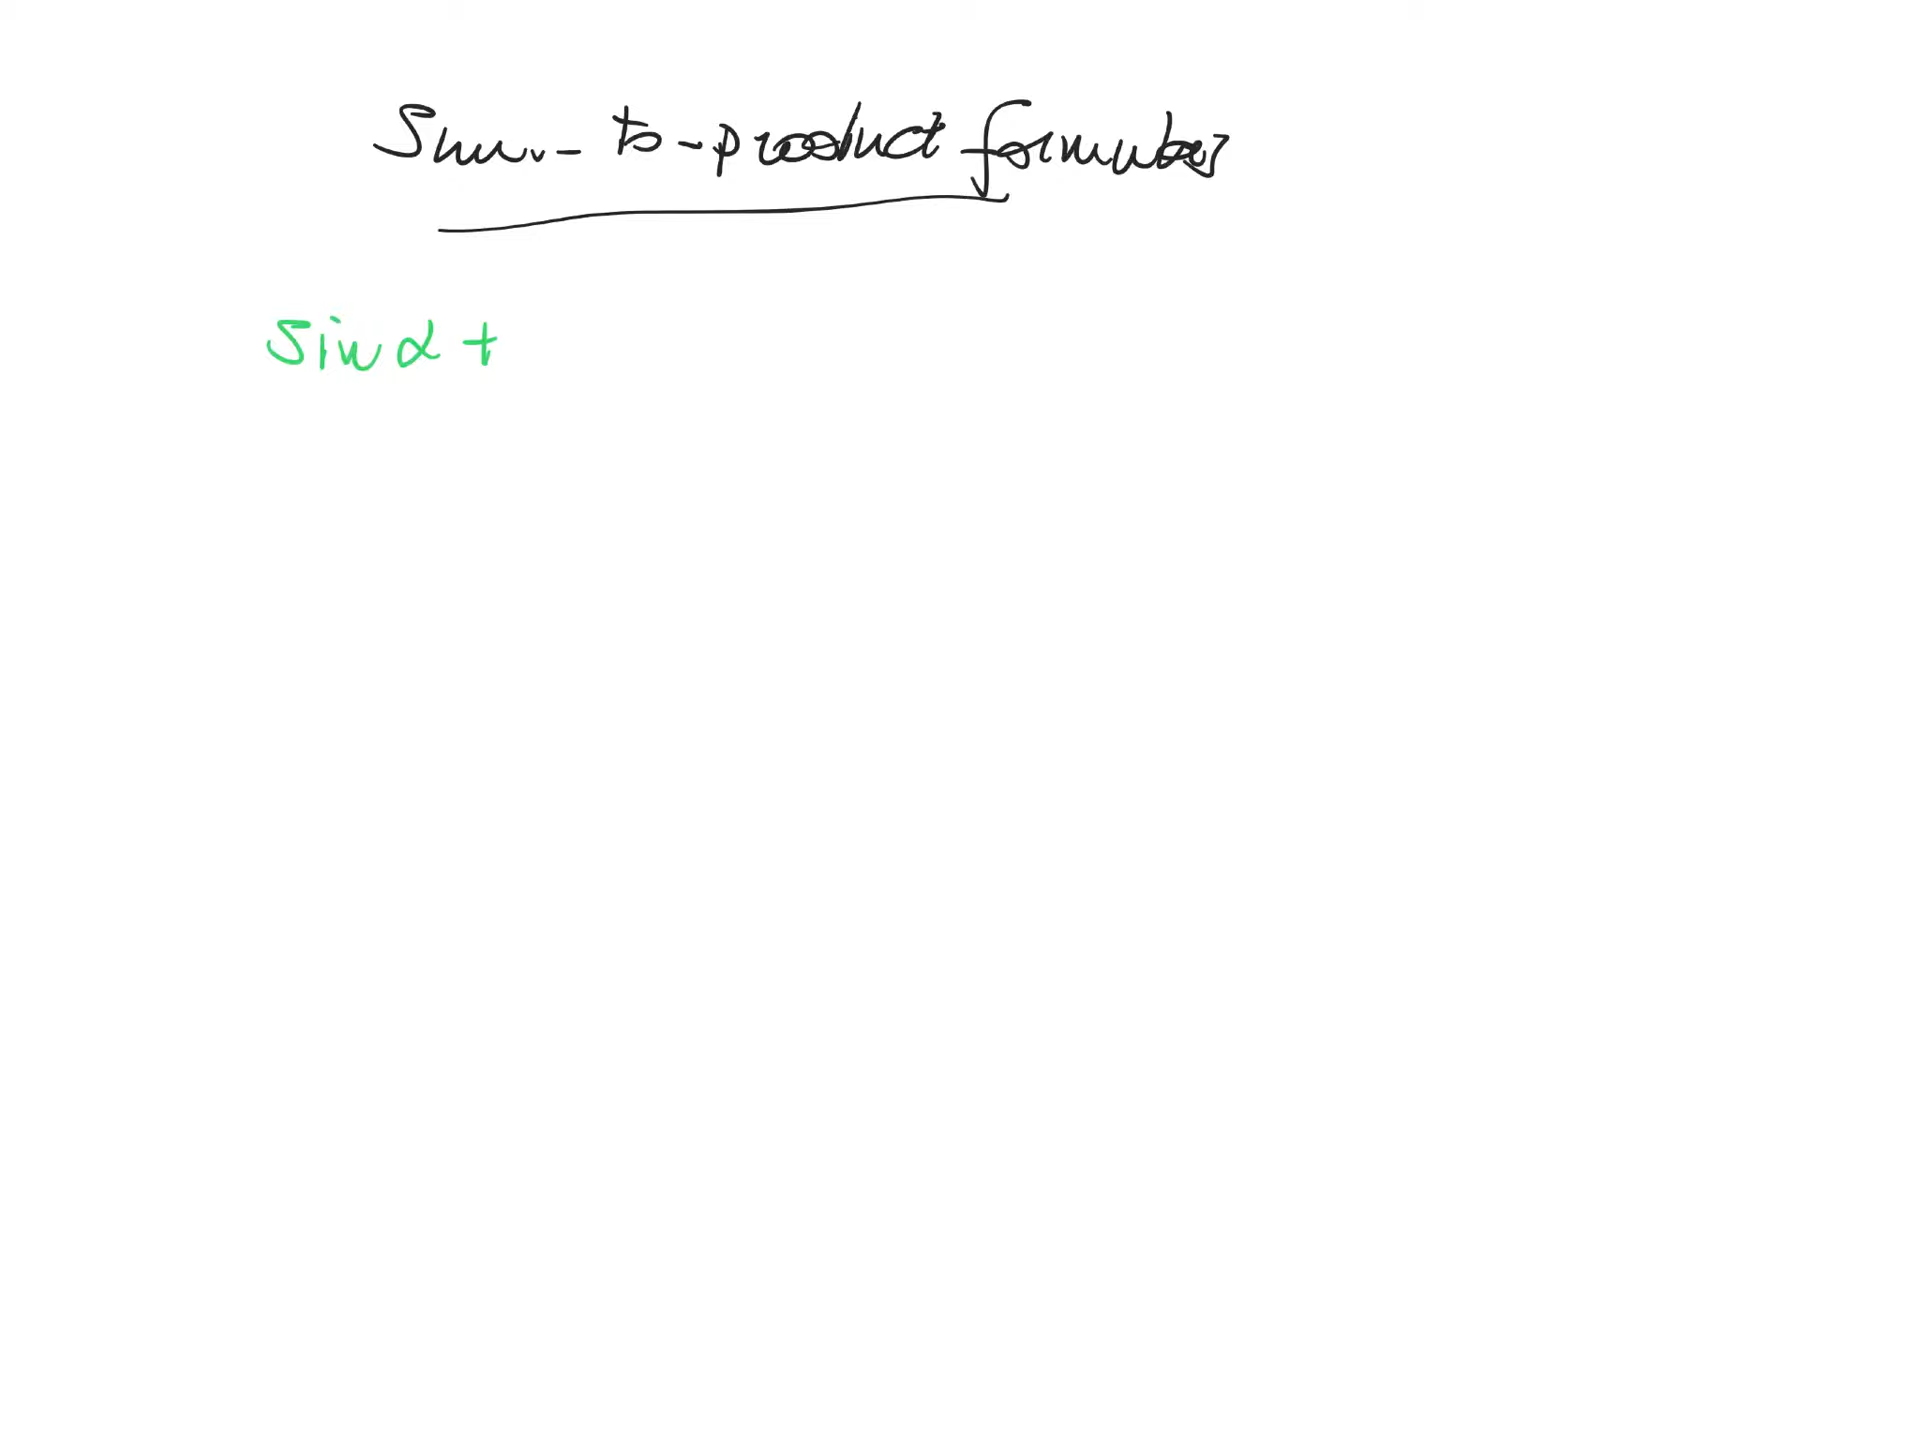 Sum-to-product formulas
Sin α +